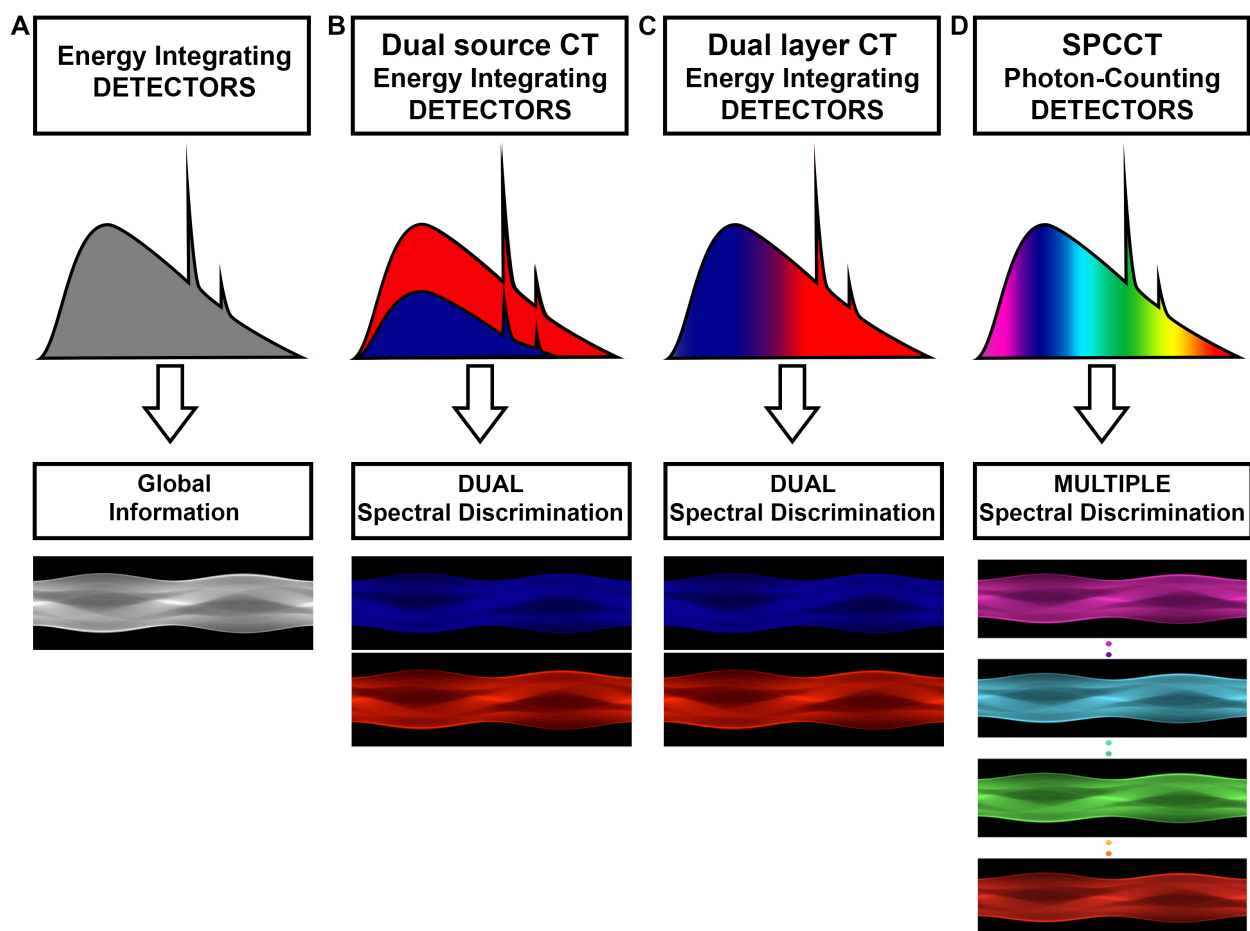 A
Energy Integrating
DETECTORS
B
Dual source CT
Energy Integrating
DETECTORS
C
Dual layer CT
Energy Integrating
DETECTORS
D
SPCCT
Photon-Counting
DETECTORS
Global
Information
DUAL
Spectral Discrimination
DUAL
Spectral Discrimination
MULTIPLE
Spectral Discrimination